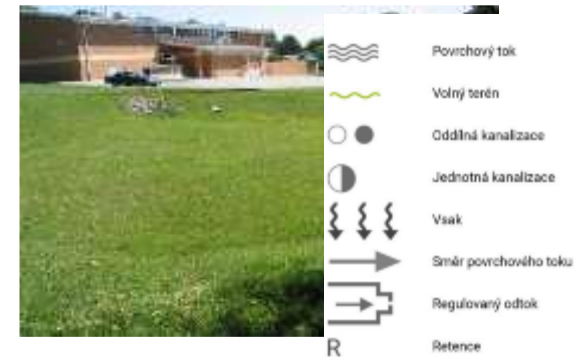 Povrchový tok
Volný terén
Oddílná kanalizace
Jednotná kanalizace
Vsak
Směr povrchového toku
Regulovaný odtok
R Retence